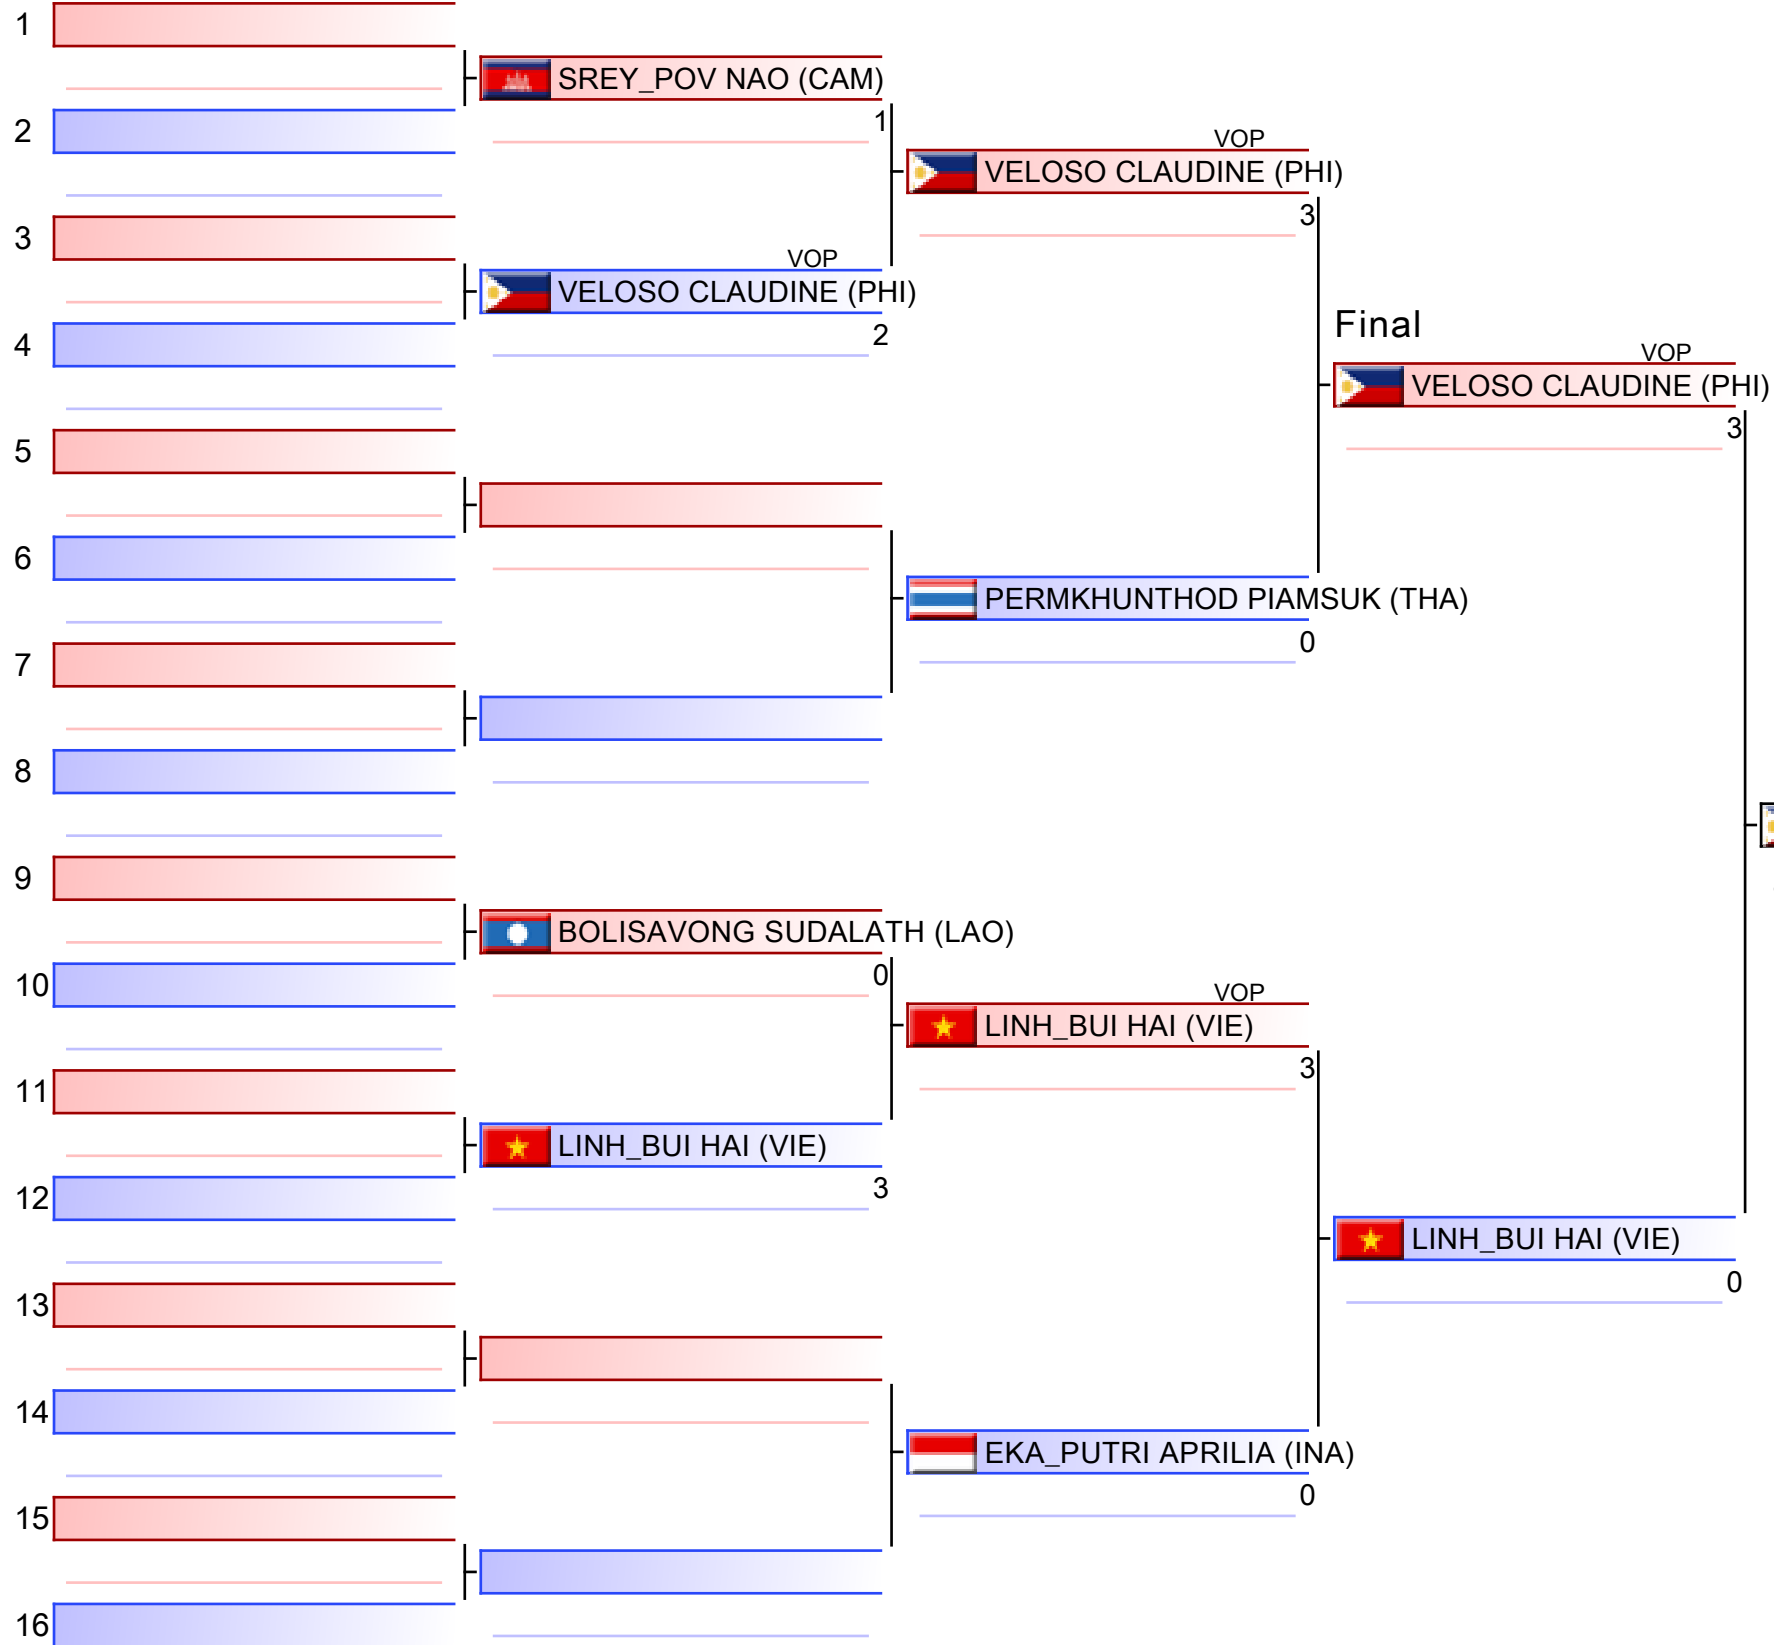 1
SREY_POV NAO (CAM)
1
2
VOP
VELOSO CLAUDINE (PHI)
3
3
VOP
VELOSO CLAUDINE (PHI)
2
4
Final
VOP
VELOSO CLAUDINE (PHI)
3
5
6
PERMKHUNTHOD PIAMSUK (THA)
0
7
8
9
BOLISAVONG SUDALATH (LAO)
0
10
VOP
LINH_BUI HAI (VIE)
3
11
LINH_BUI HAI (VIE)
3
12
LINH_BUI HAI (VIE)
0
13
14
EKA_PUTRI APRILIA (INA)
0
15
16